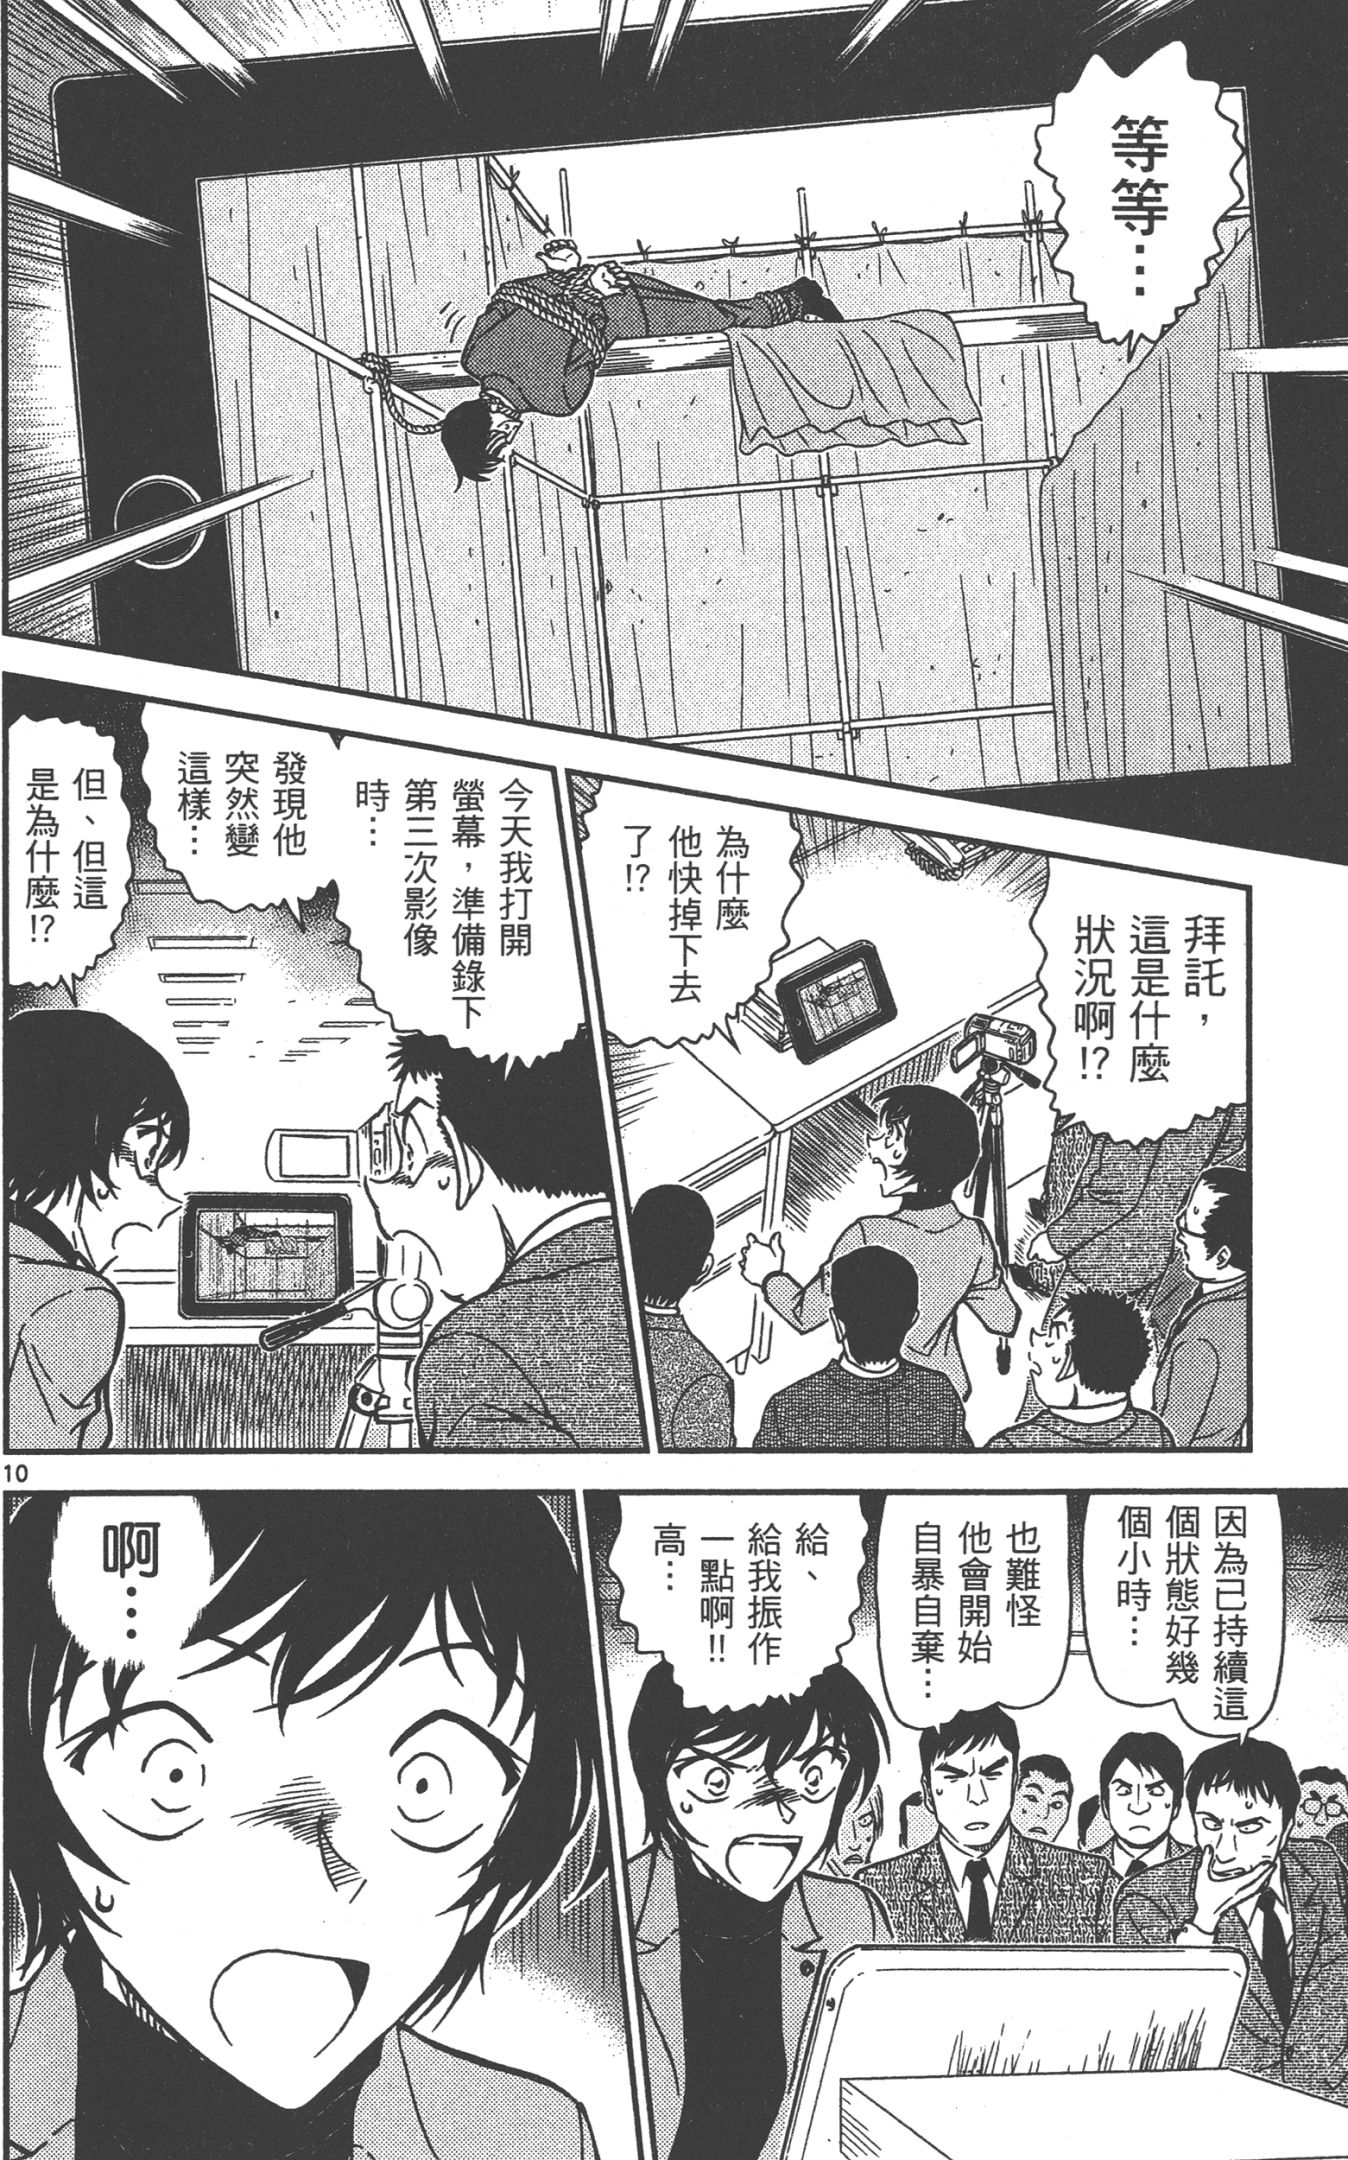 等等…
拜託，
這是什麼
狀況啊!?
為什麼
他快掉下去
了!?
今天我打開
螢幕，準備錄下
第三次影像
時…
發現他
突然變
這樣…
但、但這
是為什麼!?
10
因為已持續這
個狀態好幾
個小時…
也難怪
他會開始
自暴自棄…
給、
給我振作
一點啊!!
高…
啊…